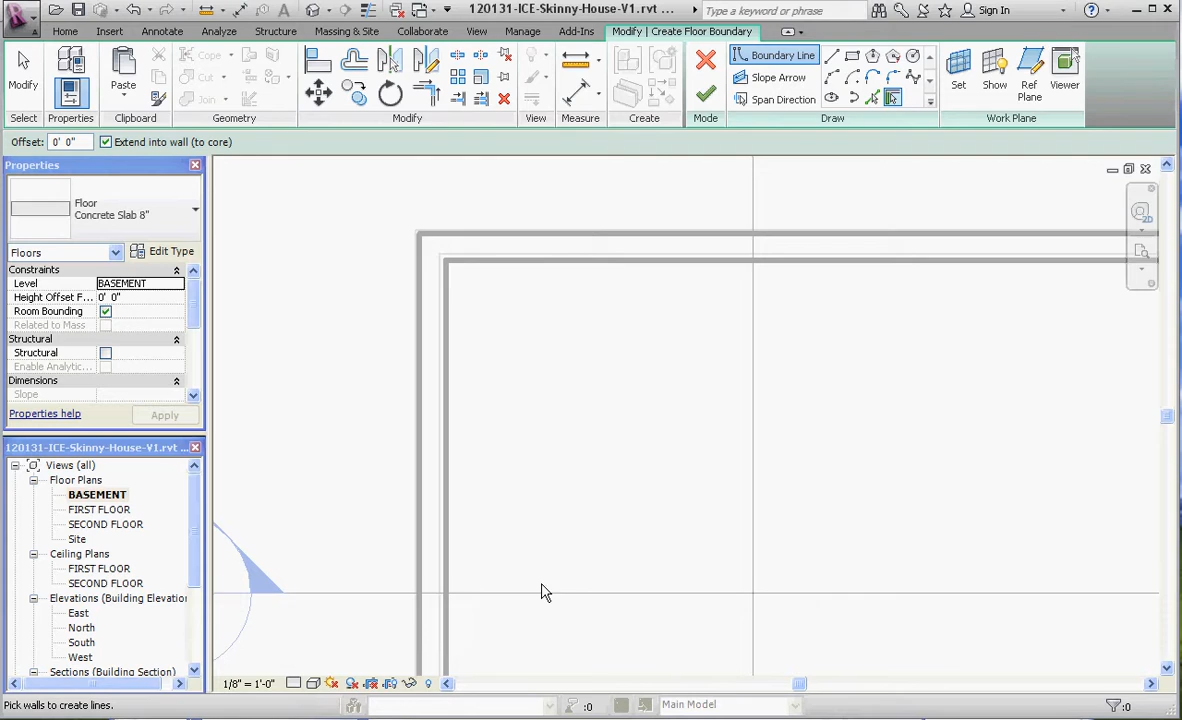 120131-ICE-Skinny-House-V1.rvt ...
Type a keyword or phrase
Sign In
Home
Insert
Annotate
Structure
Massing & Site
Collaborate
View
Manage
Add-Ins
Modify | Create Floor Boundary
Modify
Paste
Cope
Cut
Join
Boundary Line
Slope Arrow
Span Direction
Set
Show
Ref
Plane
Viewer
Select
Properties
Clipboard
Geometry
Modify
View
Measure
Create
Mode
Draw
Work Plane
Offset: 0' 0"
Extend into wall (to core)
Properties
Floor
Concrete Slab 8"
Floors
Edit Type
Constraints
Level BASEMENT
Height Offset F... 0' 0"
Room Bounding
Related to Mass
Structural
Structural
Enable Analytic...
Dimensions
Slope
Properties help
Apply
120131-ICE-Skinny-House-V1.rvt ...
Views (all)
Floor Plans
BASEMENT
FIRST FLOOR
SECOND FLOOR
Site
Ceiling Plans
FIRST FLOOR
SECOND FLOOR
Elevations (Building Elevation
East
North
South
West
Sections (Building Section)
2D
1/8" = 1'-0"
Pick walls to create lines.
:0
Main Model
:0